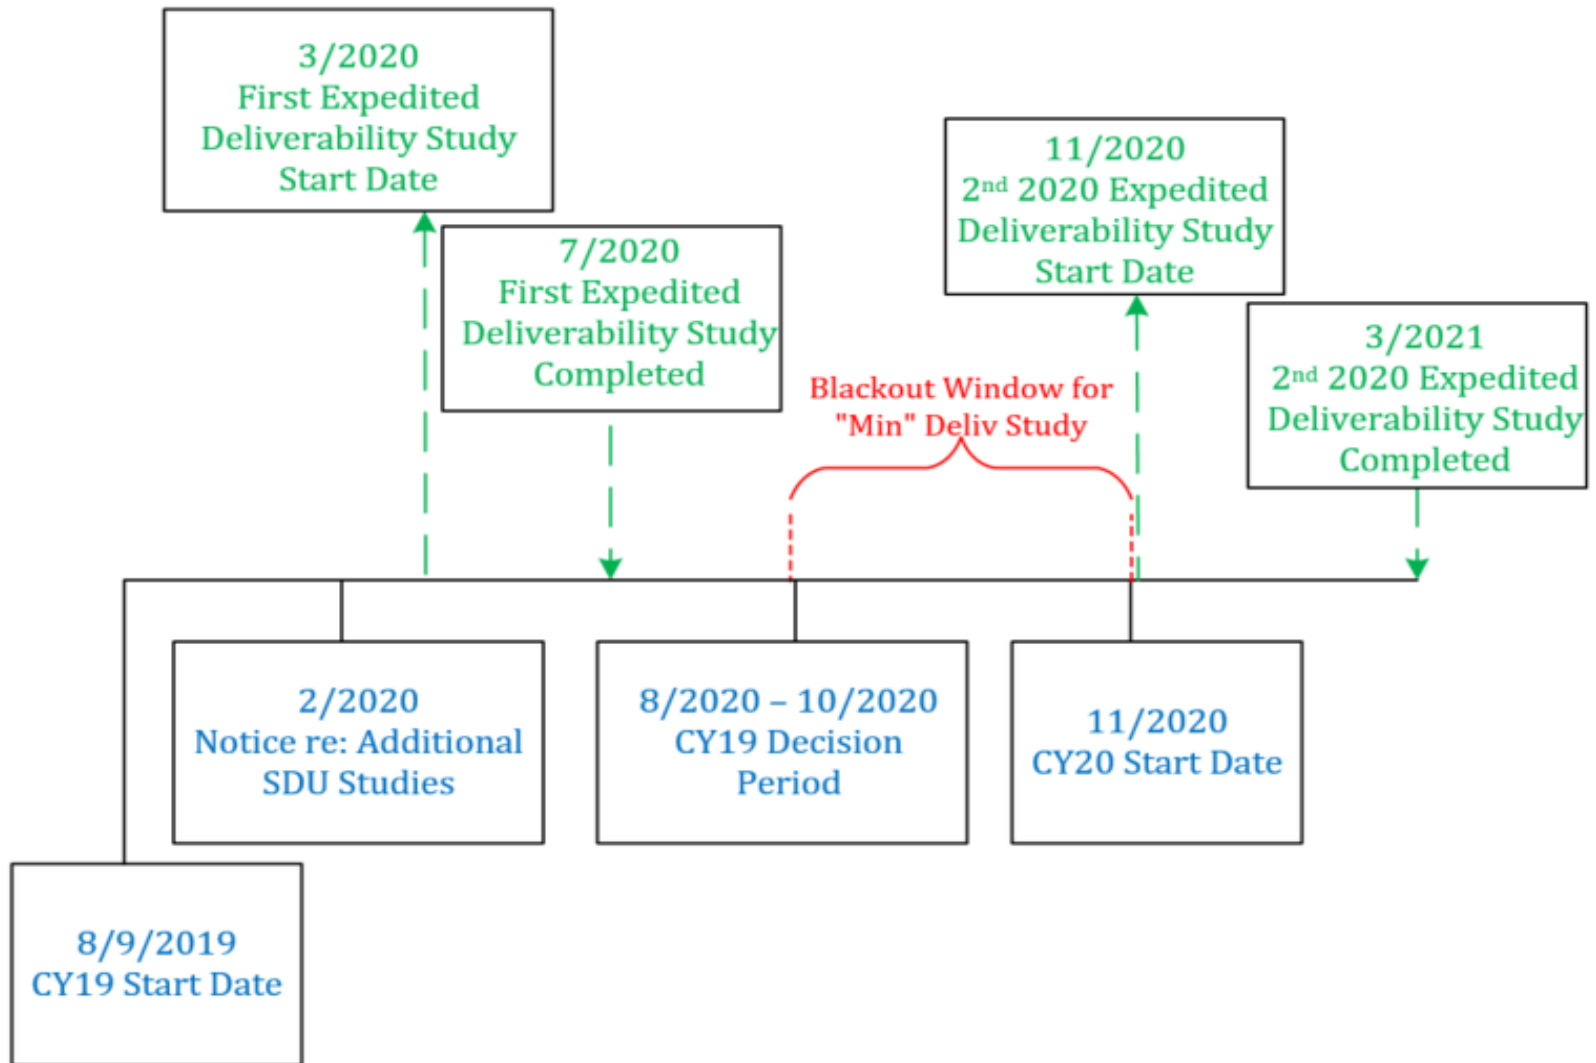 3/2020
First Expedited
Deliverability Study
Start Date
7/2020
First Expedited
Deliverability Study
Completed
11/2020
2nd 2020 Expedited
Deliverability Study
Start Date
3/2021
2nd 2020 Expedited
Deliverability Study
Completed
Blackout Window for
"Min" Deliv Study
2/2020
Notice re: Additional
SDU Studies
8/2020 – 10/2020
CY19 Decision
Period
11/2020
CY20 Start Date
8/9/2019
CY19 Start Date